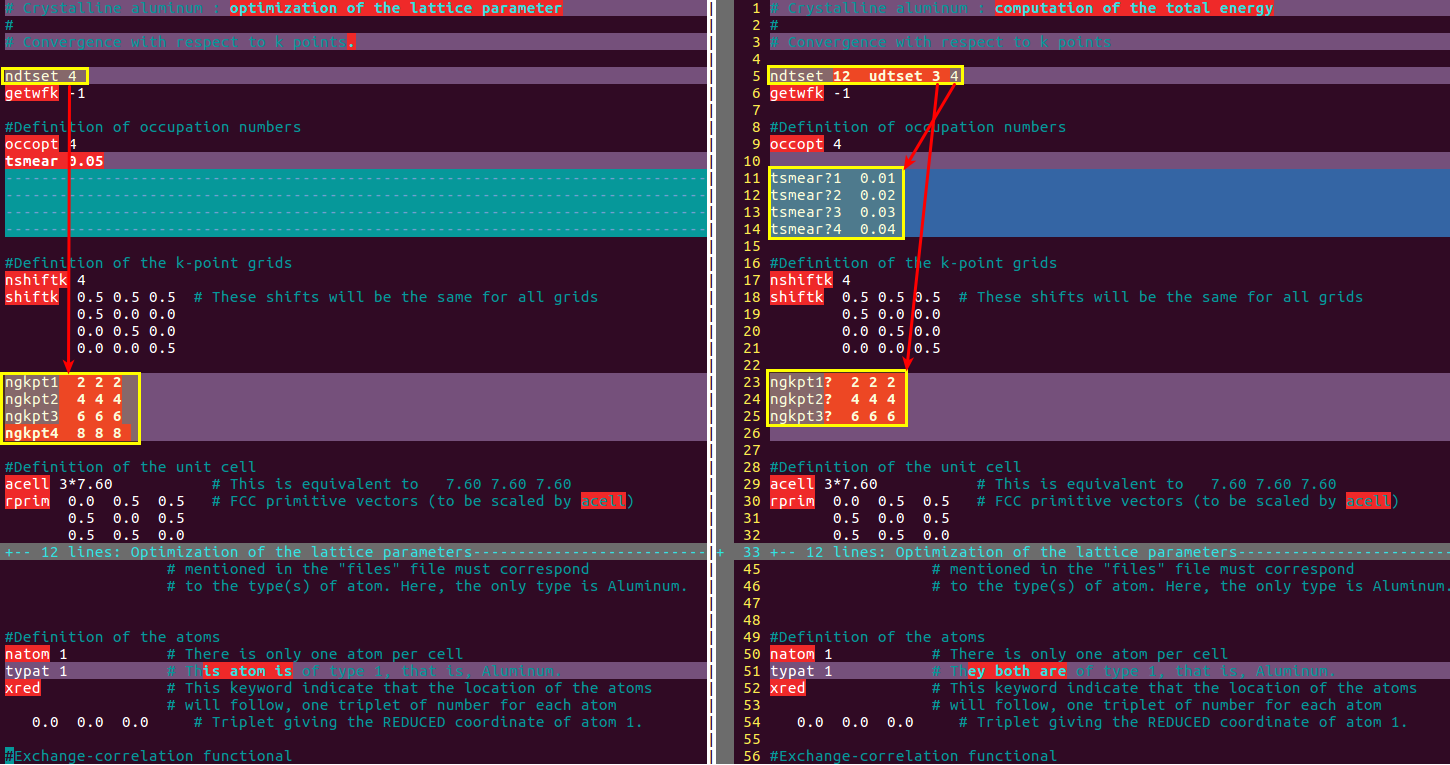 # Crystalline aluminum : optimization of the lattice parameter
#
# Convergence with respect to k points.
ndtset 4
getwfk -1
#Definition of occupation numbers
occopt 4
tsmear 0.05
#Definition of the k-point grids
nshiftk 4
shiftk  0.5 0.5 0.5  # These shifts will be the same for all grids
0.5 0.0 0.0
0.0 0.5 0.0
0.0 0.0 0.5
ngkpt1  2 2 2
ngkpt2  4 4 4
ngkpt3  6 6 6
ngkpt4  8 8 8
#Definition of the unit cell
acell 3*7.60           # This is equivalent to   7.60 7.60 7.60
rprim  0.0  0.5  0.5   # FCC primitive vectors (to be scaled by acell)
0.5  0.0  0.5
0.5  0.5  0.0
+-- 12 lines: Optimization of the lattice parameters--------------------------
# mentioned in the "files" file must correspond
# to the type(s) of atom. Here, the only type is Aluminum.
#Definition of the atoms
natom 1           # There is only one atom per cell
typat 1           # This atom is of type 1, that is, Aluminum.
xred              # This keyword indicate that the location of the atoms
# will follow, one triplet of number for each atom
0.0  0.0  0.0     # Triplet giving the REDUCED coordinate of atom 1.
#Exchange-correlation functional
1 # Crystalline aluminum : computation of the total energy
2 #
3 # Convergence with respect to k points
4
5 ndtset 12  udtset 3 4
6 getwfk -1
7
8 #Definition of occupation numbers
9 occopt 4
10
11 tsmear?1  0.01
12 tsmear?2  0.02
13 tsmear?3  0.03
14 tsmear?4  0.04
15
16 #Definition of the k-point grids
17 nshiftk 4
18 shiftk  0.5 0.5 0.5  # These shifts will be the same for all grids
19 0.5 0.0 0.0
20 0.0 0.5 0.0
21 0.0 0.0 0.5
22
23 ngkpt1?  2 2 2
24 ngkpt2?  4 4 4
25 ngkpt3?  6 6 6
26
27
28 #Definition of the unit cell
29 acell 3*7.60           # This is equivalent to   7.60 7.60 7.60
30 rprim  0.0  0.5  0.5   # FCC primitive vectors (to be scaled by acell)
31 0.5  0.0  0.5
32 0.5  0.5  0.0
+ 33 +-- 12 lines: Optimization of the lattice parameters------------------------
45 # mentioned in the "files" file must correspond
46 # to the type(s) of atom. Here, the only type is Aluminum.
47
48
49 #Definition of the atoms
50 natom 1           # There is only one atom per cell
51 typat 1           # They both are of type 1, that is, Aluminum.
52 xred              # This keyword indicate that the location of the atoms
53 # will follow, one triplet of number for each atom
54 0.0  0.0  0.0     # Triplet giving the REDUCED coordinate of atom 1.
55
56 #Exchange-correlation functional